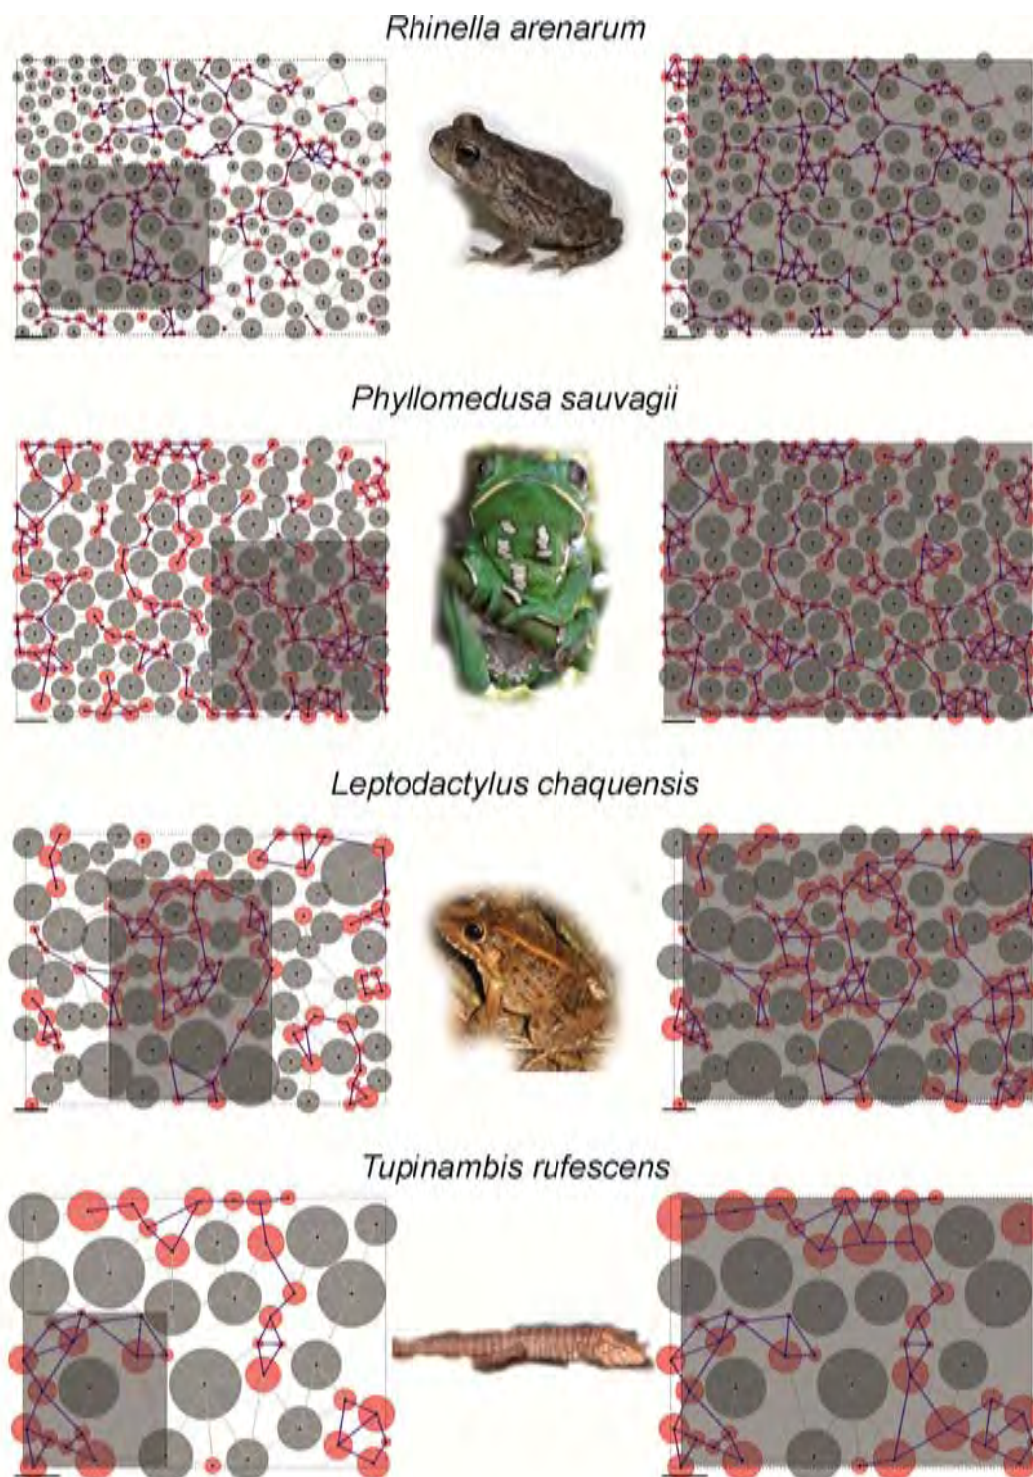 Rhinella arenarum
Phyllomedusa sauvagii
Leptodactylus chaquensis
Tupinambis rufescens